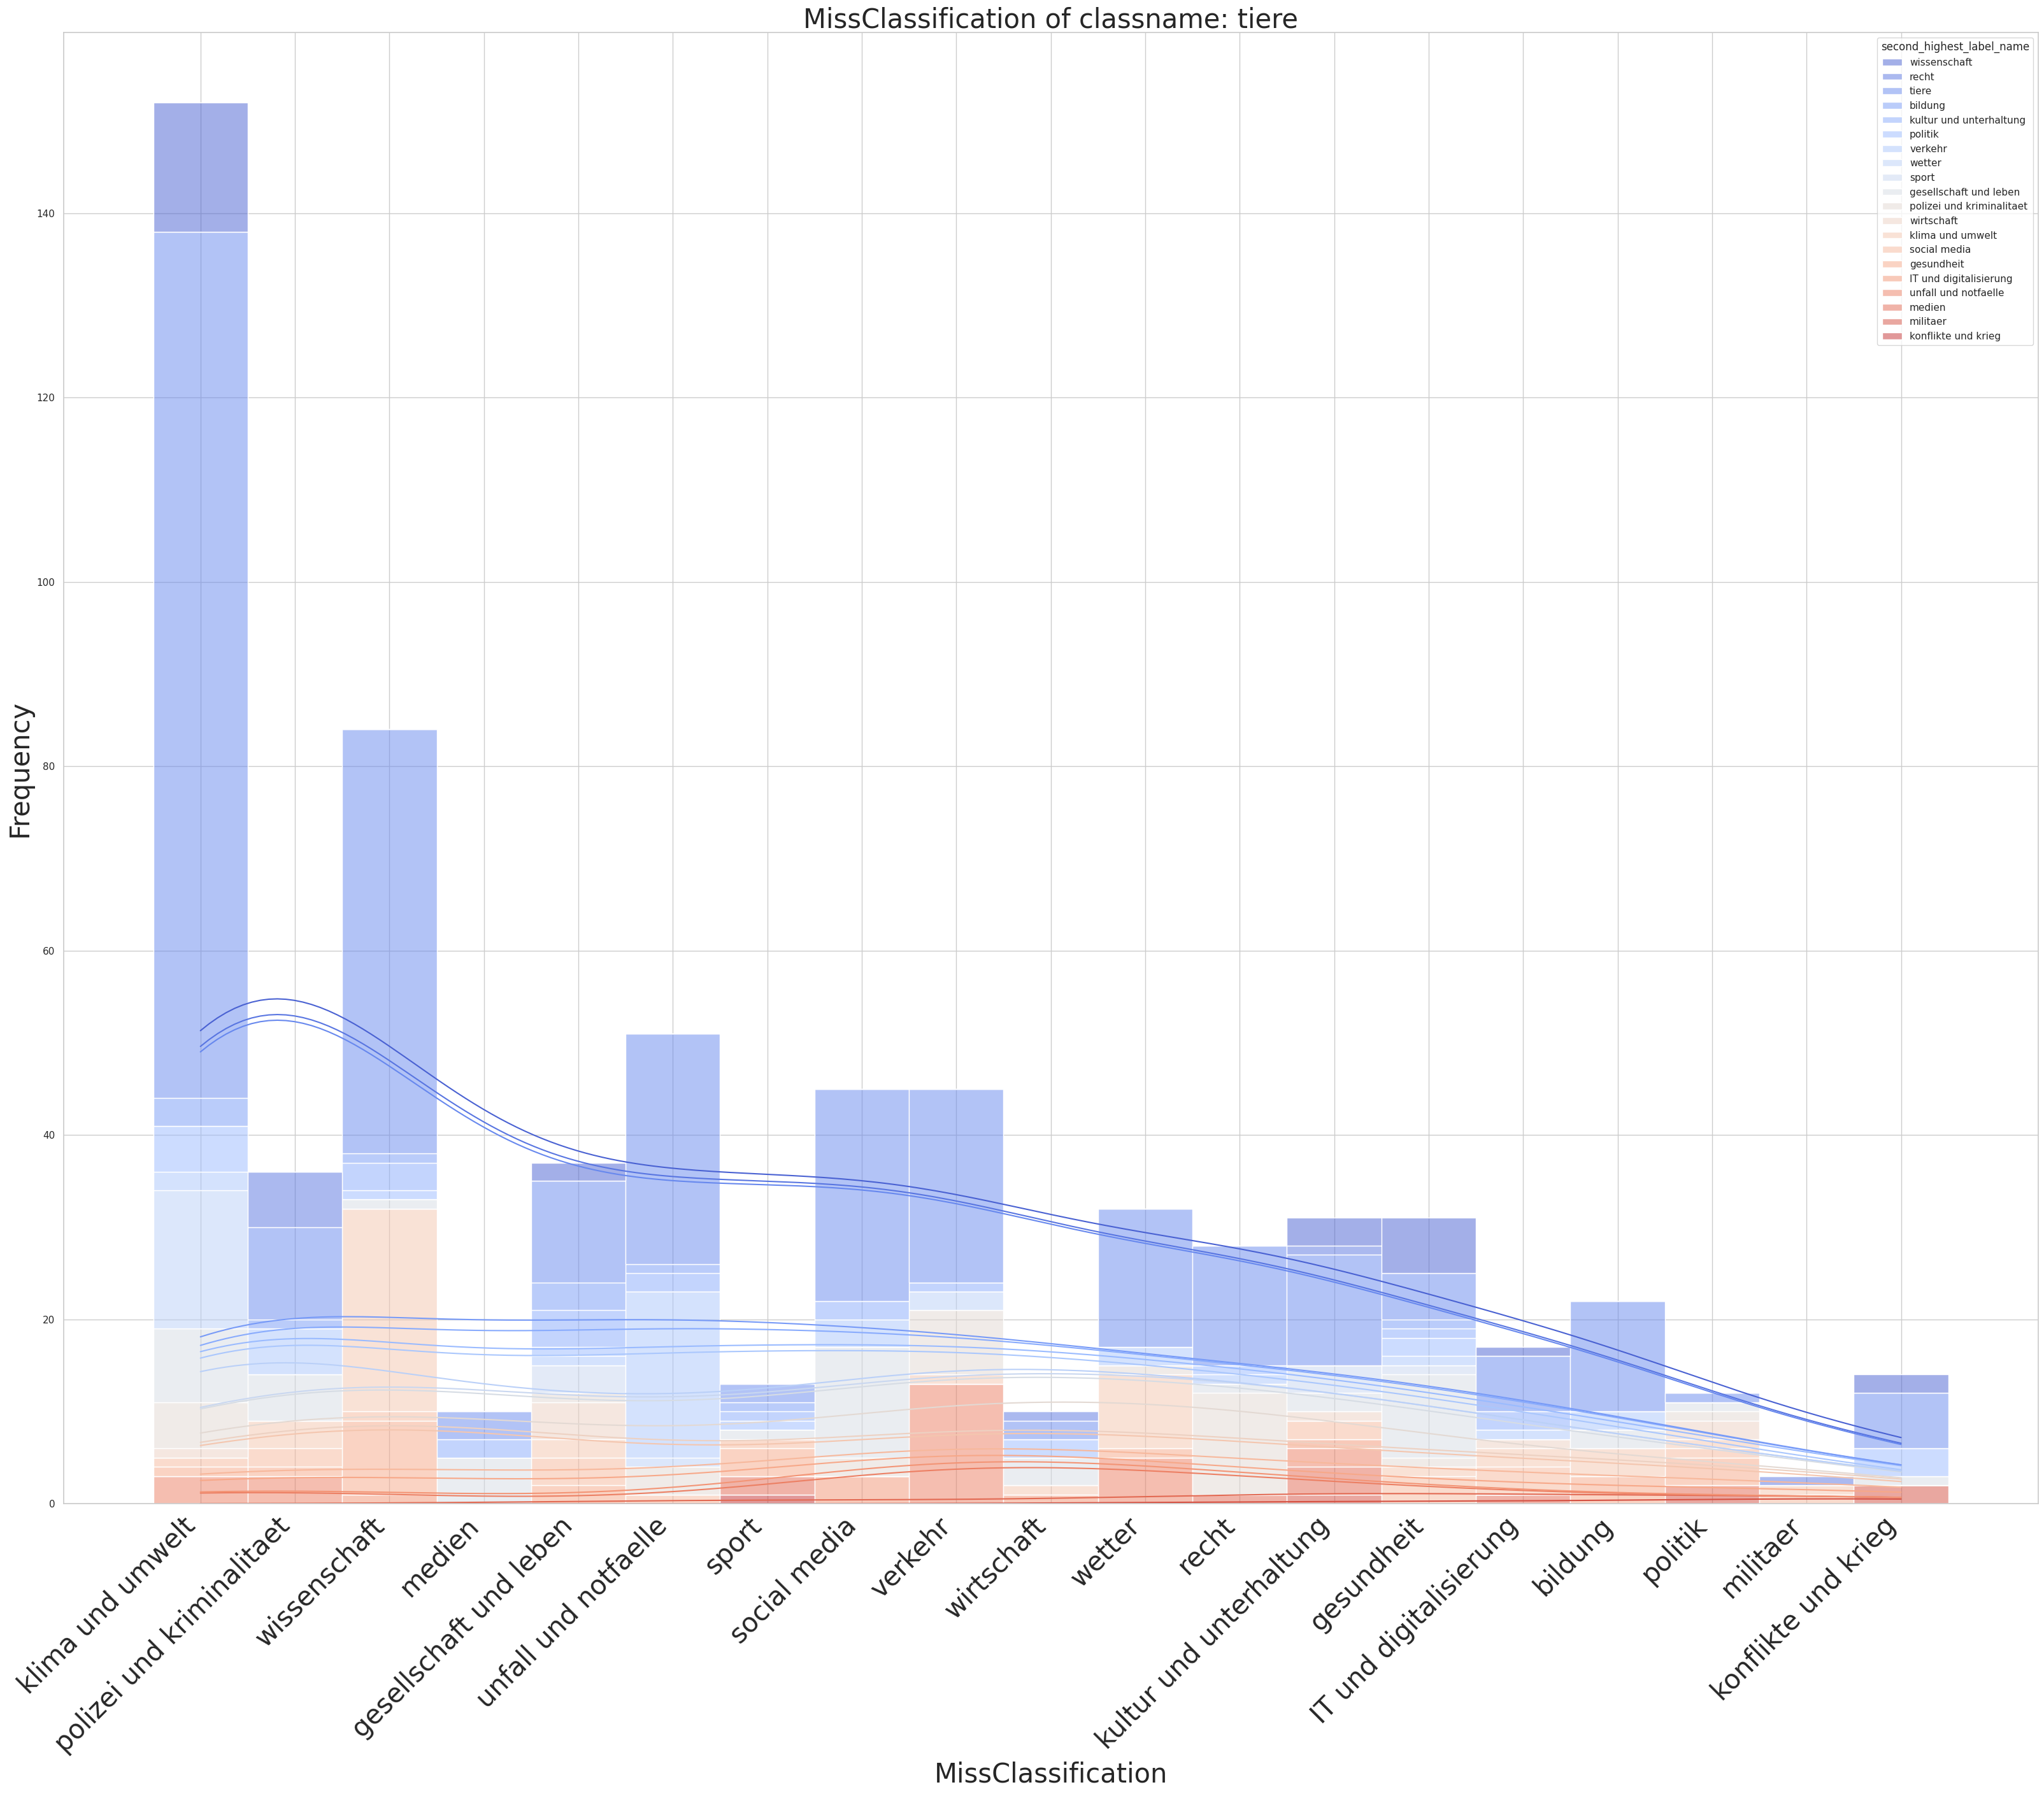 MissClassification of classname: tiere
second_highest_label_name
wissenschaft
recht
tiere
bildung
kultur und unterhaltung
politik
verkehr
wetter
sport
gesellschaft und leben
polizei und kriminalitaet
wirtschaft
klima und umwelt
social media
gesundheit
IT und digitalisierung
unfall und notfaelle
medien
militaer
konflikte und krieg
Frequency
140
120
100
80
60
40
20
0
klima und umwelt
polizei und kriminalitaet
wissenschaft
medien
gesellschaft und leben
unfall und notfaelle
sport
social media
verkehr
wirtschaft
wetter
recht
kultur und unterhaltung
gesundheit
IT und digitalisierung
bildung
politik
militaer
konflikte und krieg
MissClassification